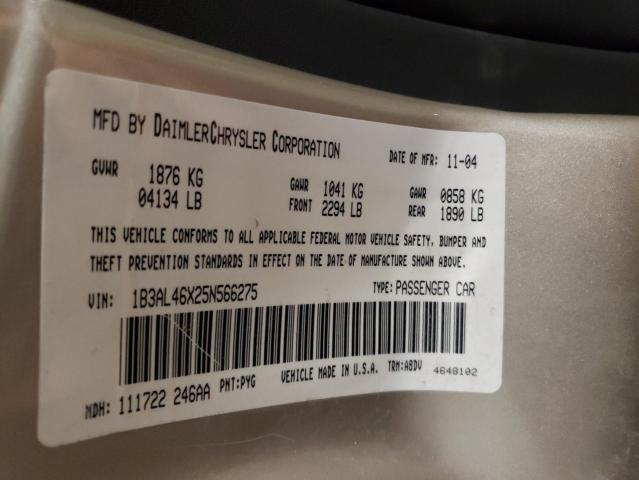 MFD BY DAIMLERCHRYSLER CORPORATION DATE OF MFR: 11-04
GVWR 1876 KG GAWR 1041 KG GAWR 0858 KG
04134 LB FRONT 2294 LB REAR 1890 LB
THIS VEHICLE CONFORMS TO ALL APPLICABLE FEDERAL MOTOR VEHICLE SAFETY, BUMPER AND
THEFT PREVENTION STANDARDS IN EFFECT ON THE DATE OF MANUFACTURE SHOWN ABOVE.
VIN: 1B3AL46X25N566275 TYPE: PASSENGER CAR
MDH: 111722 246AA PNT:PYG VEHICLE MADE IN U.S.A. TRM:A8DV 4648102